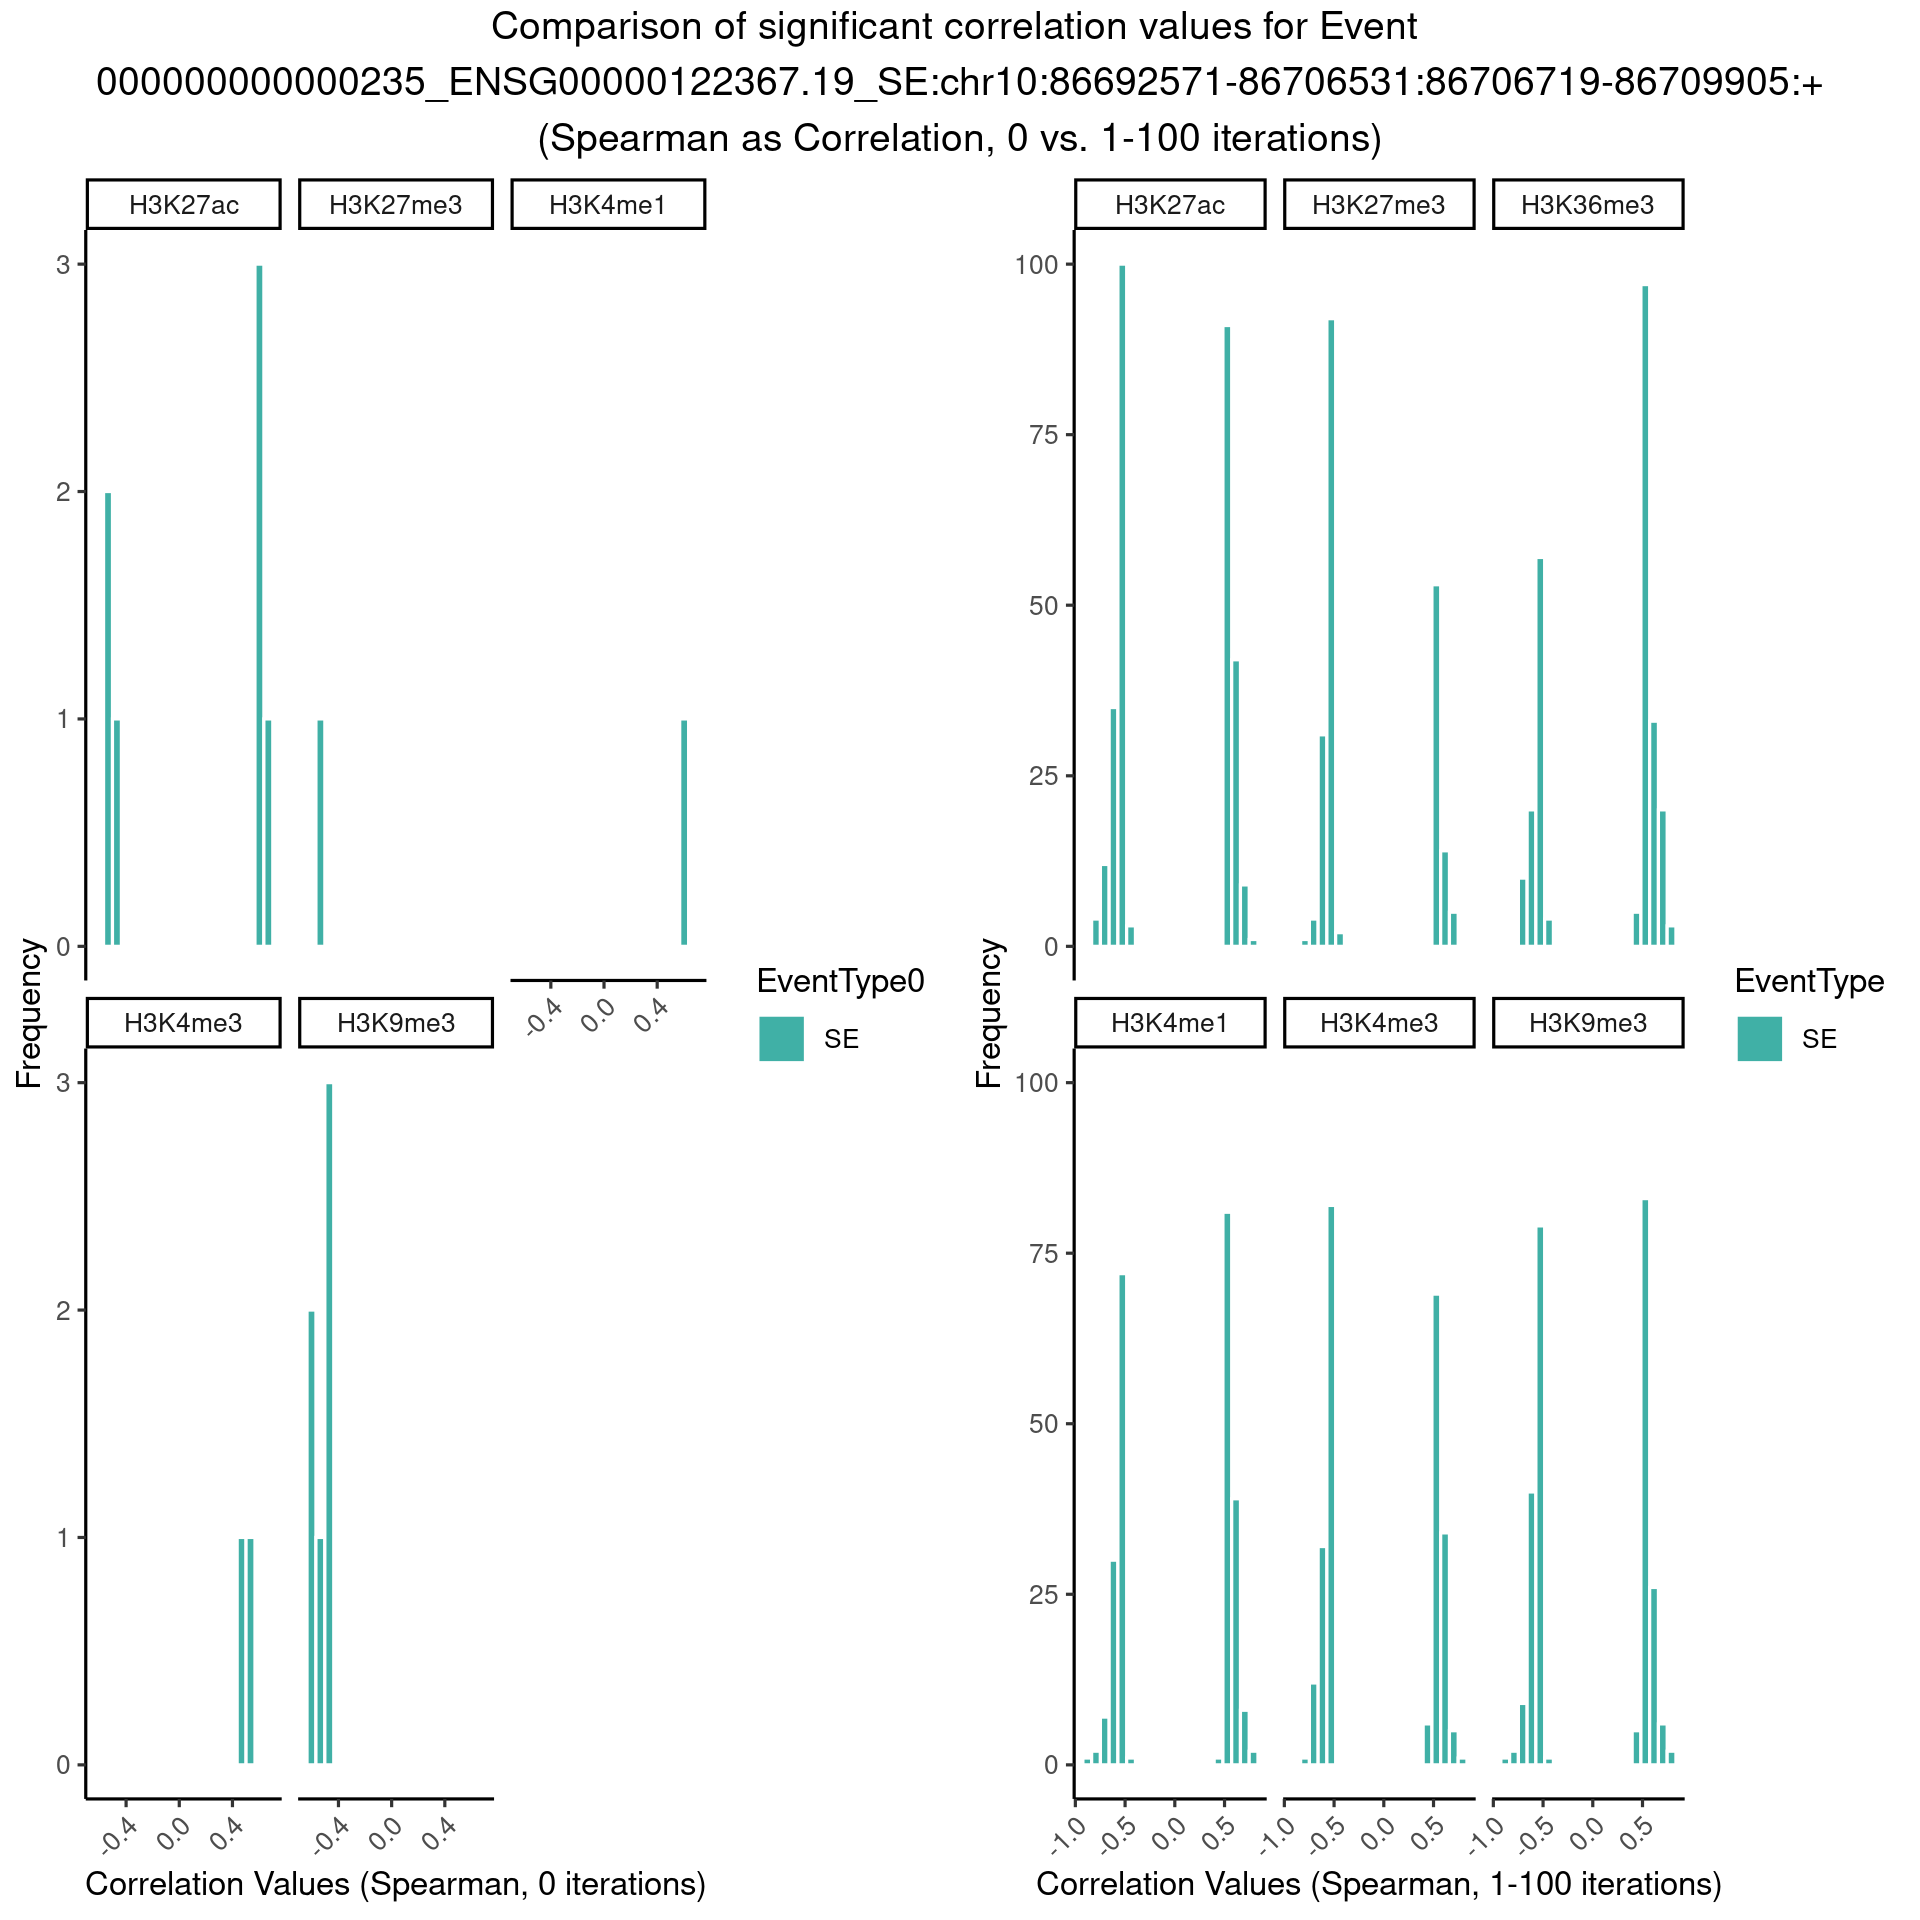 Comparison of significant correlation values for Event
000000000000235_ENSG00000122367.19_SE:chr10:86692571-86706531:86706719-86709905:+
(Spearman as Correlation, 0 vs. 1-100 iterations)
H3K27ac
H3K27me3
H3K4me1
3
2
1
0
-0.4
0.0
0.4
H3K4me3
H3K9me3
3
2
1
0
-0.4
0.0
0.4
-0.4
0.0
0.4
Frequency
Correlation Values (Spearman, 0 iterations)
EventType0
SE
H3K27ac
H3K27me3
H3K36me3
100
75
50
25
0
H3K4me1
H3K4me3
H3K9me3
100
75
50
25
0
-1.0
-0.5
0.0
0.5
-1.0
-0.5
0.0
0.5
-1.0
-0.5
0.0
0.5
Frequency
Correlation Values (Spearman, 1-100 iterations)
EventType
SE